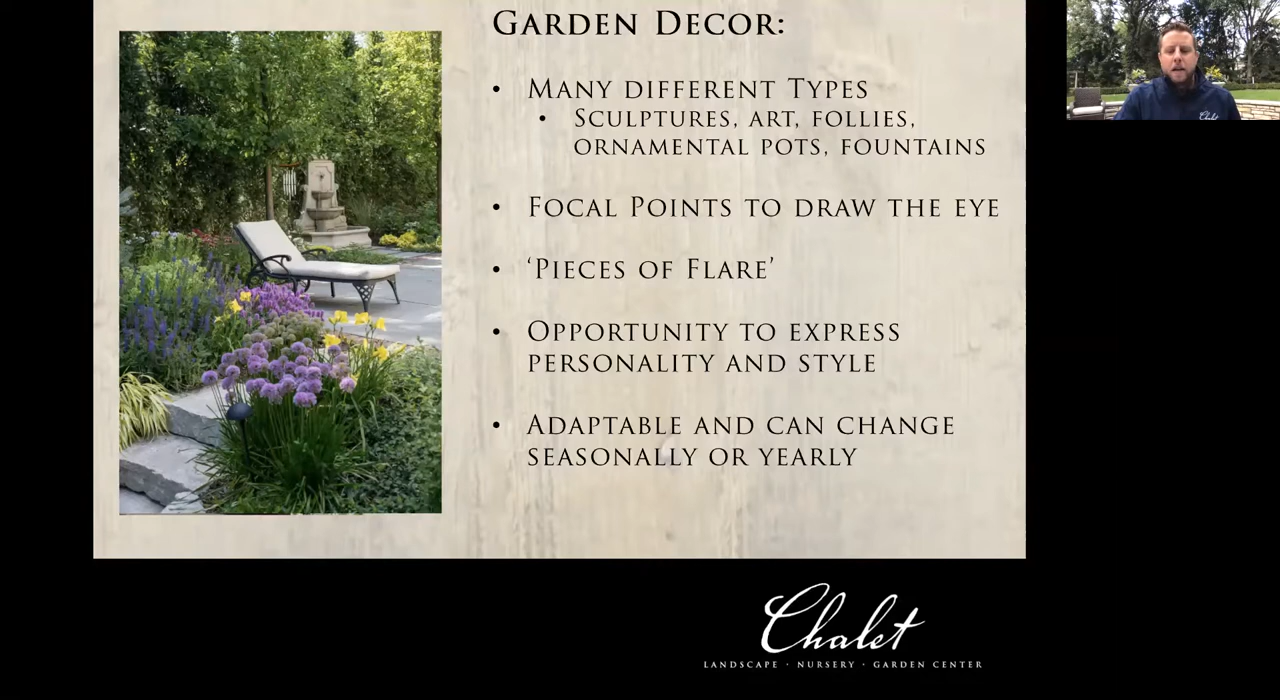 Garden Decor:
• Many different Types
• Sculptures, art, follies,
ornamental pots, fountains
• Focal Points to draw the eye
• ‘Pieces of Flare’
• Opportunity to express
personality and style
• Adaptable and can change
seasonally or yearly
Chalet
Chalet
LANDSCAPE · NURSERY · GARDEN CENTER